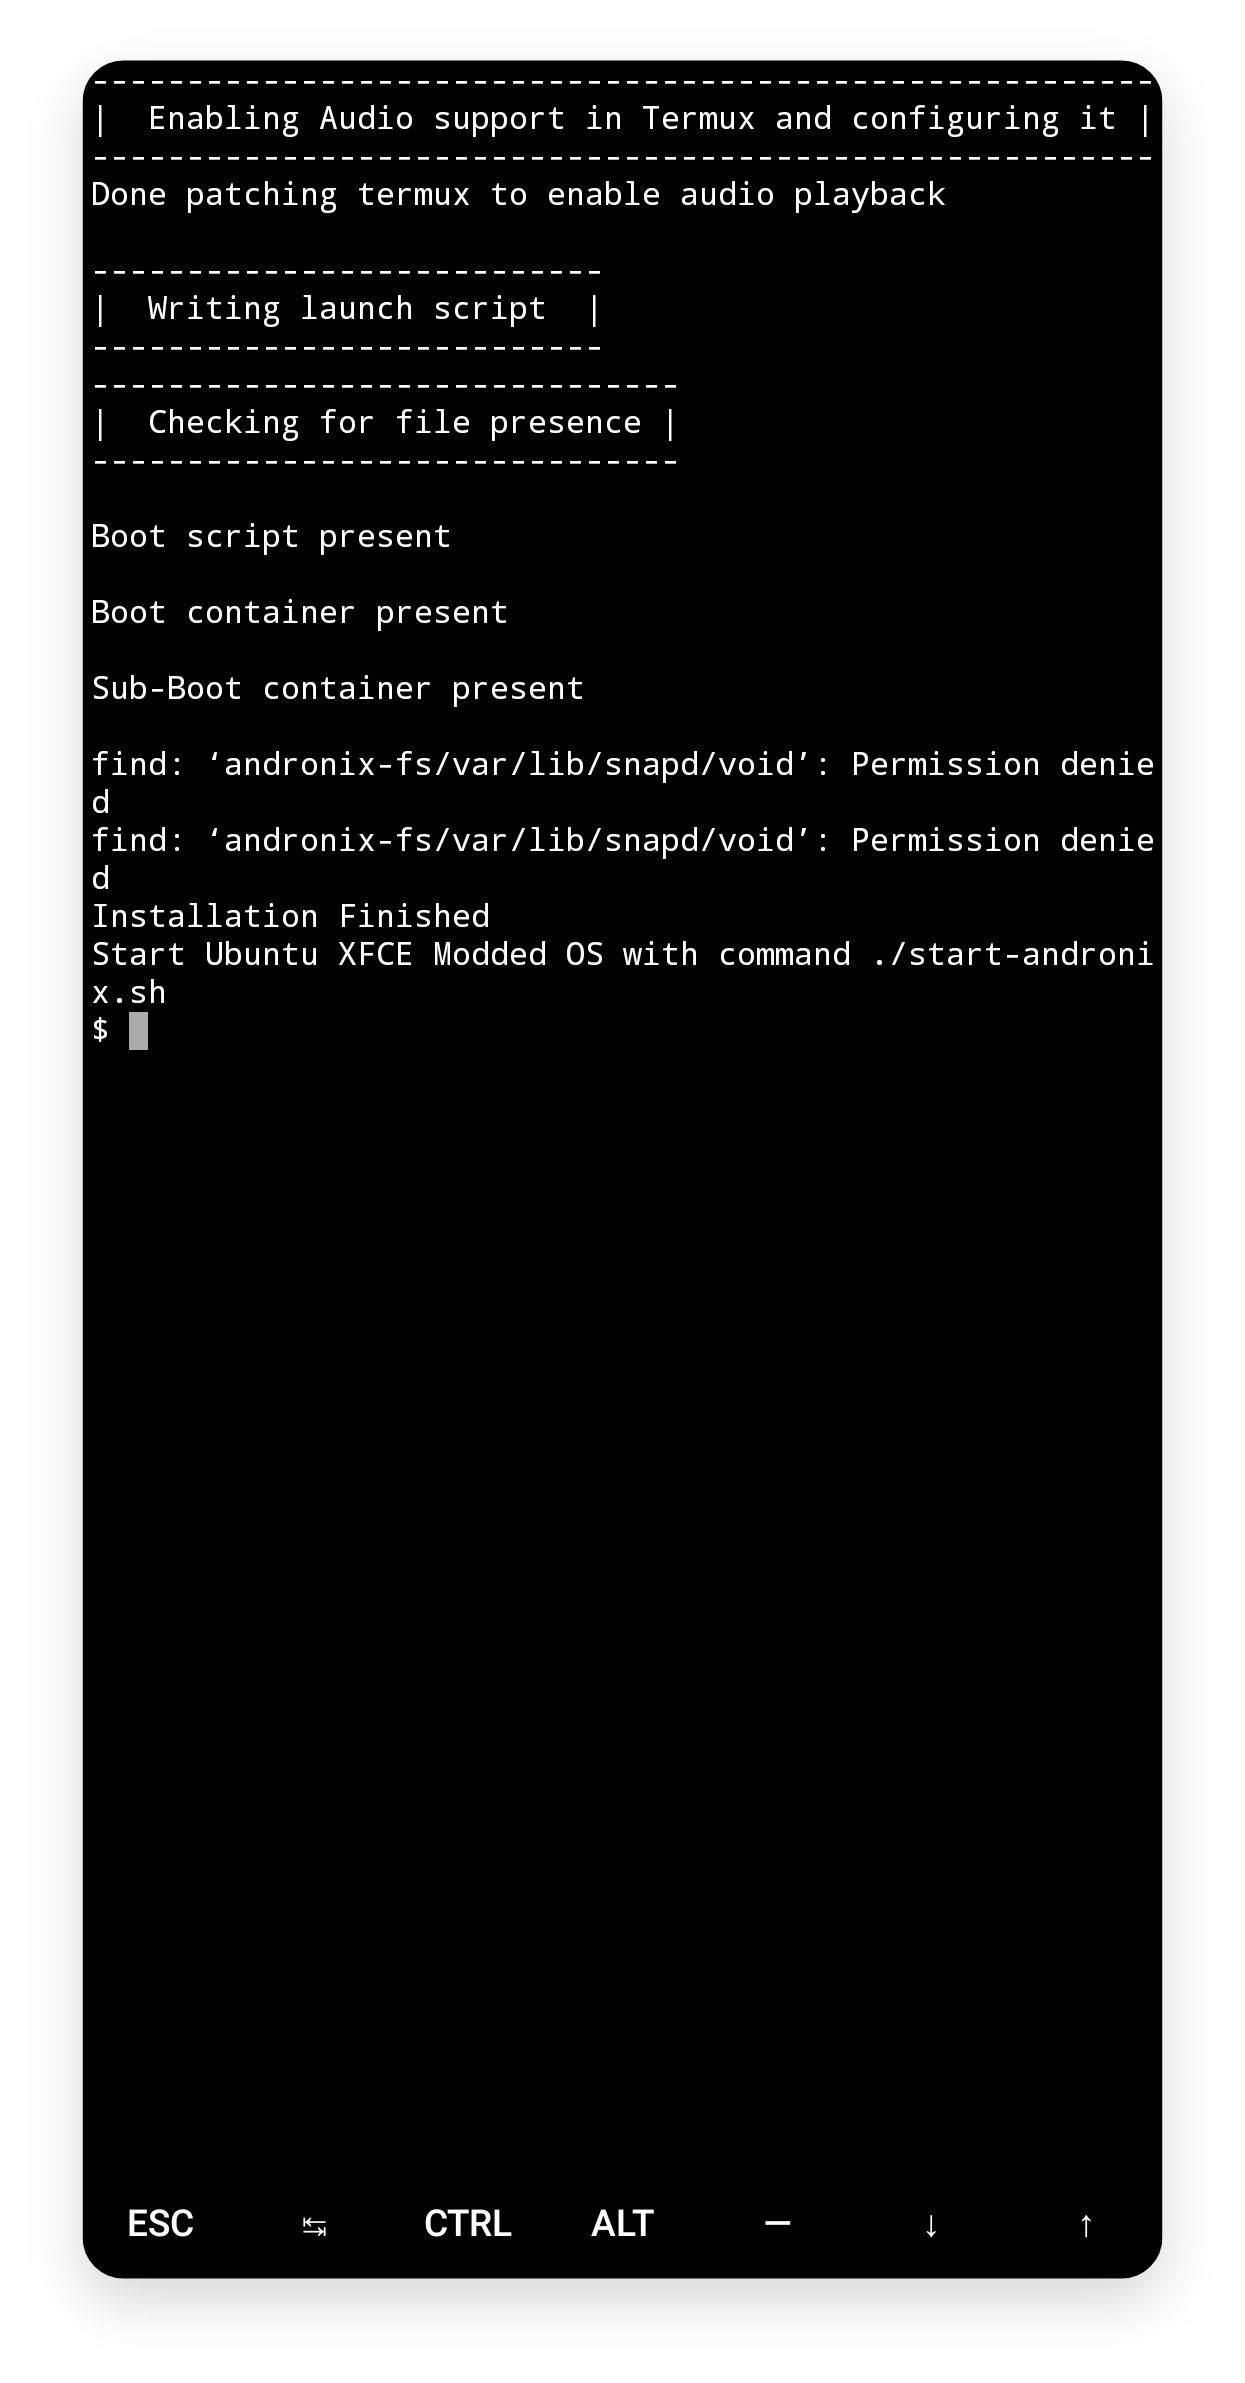 --------------------------------------------------------
|  Enabling Audio support in Termux and configuring it |
--------------------------------------------------------
Done patching termux to enable audio playback
---------------------------
|  Writing launch script  |
---------------------------
-------------------------------
|  Checking for file presence |
-------------------------------
Boot script present
Boot container present
Sub-Boot container present
find: ‘andronix-fs/var/lib/snapd/void’: Permission denie
d
find: ‘andronix-fs/var/lib/snapd/void’: Permission denie
d
Installation Finished
Start Ubuntu XFCE Modded OS with command ./start-androni
x.sh
$
ESC ↹ CTRL ALT — ↓ ↑